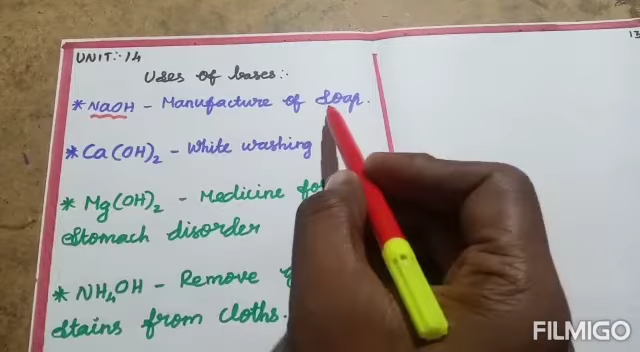 UNIT:- 14
Uses of bases:-
* NaOH - Manufacture of Soap.
* Ca(OH)2 - White washing
* Mg(OH)2 - Medicine fo
Stomach disorder
* NH4OH - Remove
Stains from cloths.
13
FILMIGO